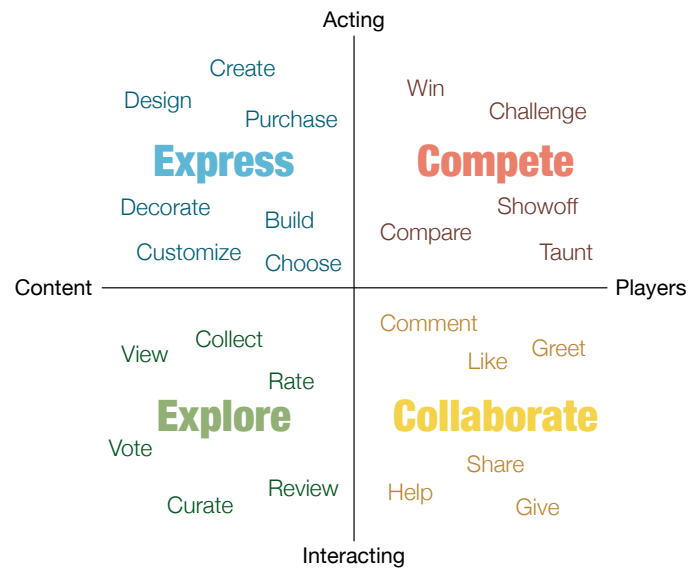 Acting
Create
Design
Purchase
Express
Decorate
Build
Customize
Choose
Win
Challenge
Compete
Showoff
Compare
Taunt
Content
Players
View
Collect
Rate
Explore
Vote
Review
Curate
Comment
Like
Greet
Collaborate
Share
Help
Give
Interacting